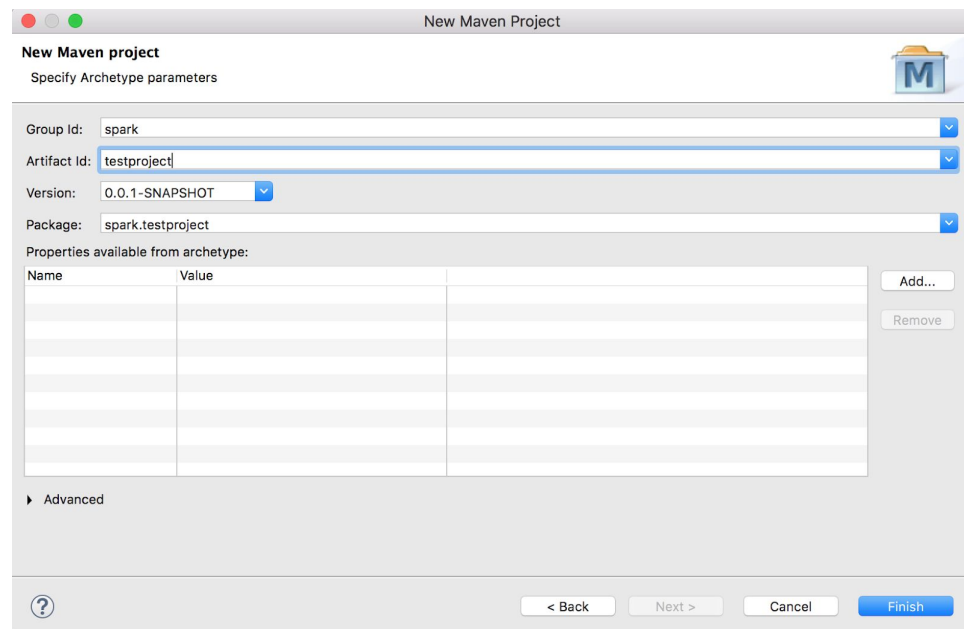 New Maven Project
New Maven project
Specify Archetype parameters
M
Group Id: spark
Artifact Id: testproject
Version: 0.0.1-SNAPSHOT
Package: spark.testproject
Properties available from archetype:
Name Value
Add...
Remove
Advanced
? < Back Next > Cancel Finish